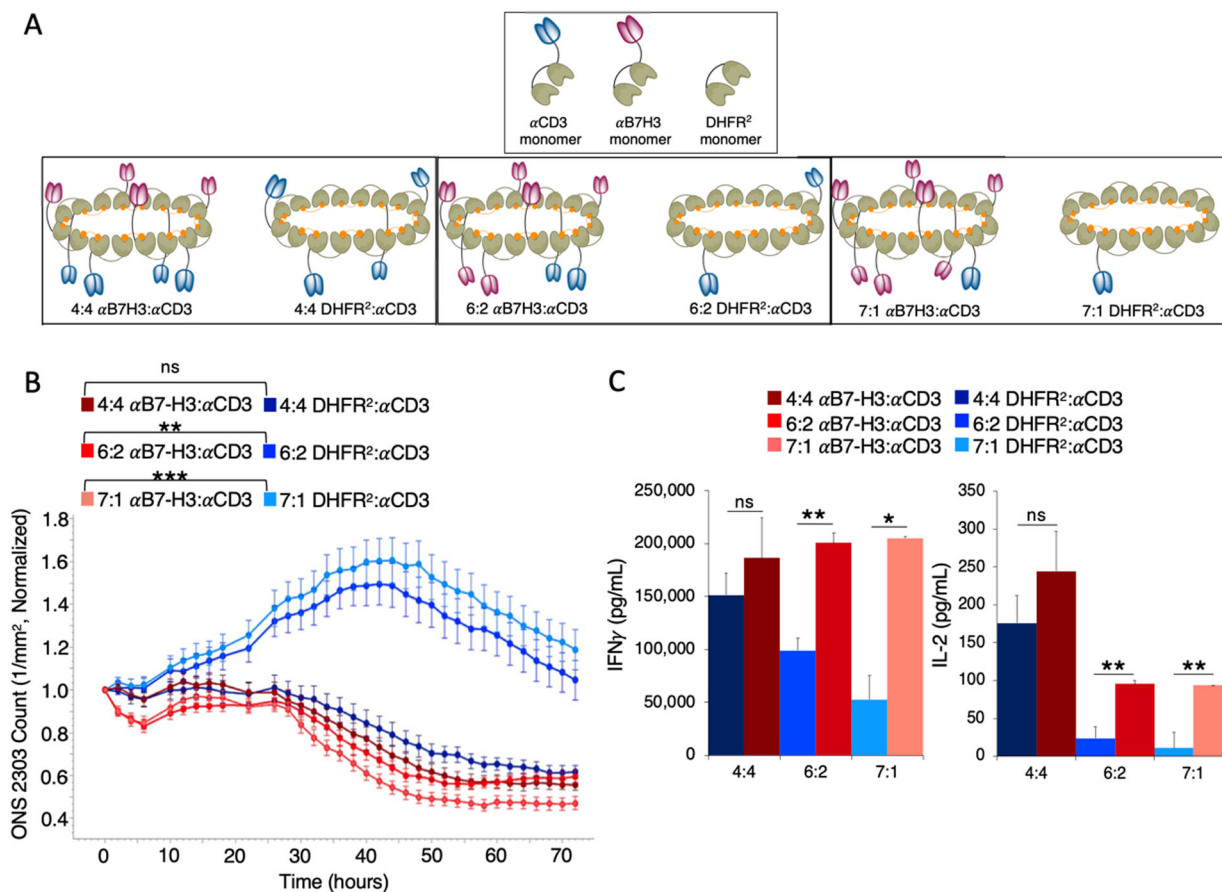 A
αCD3
monomer
αB7H3
monomer
DHFR²
monomer
4:4 αB7H3:αCD3
4:4 DHFR²:αCD3
6:2 αB7H3:αCD3
6:2 DHFR²:αCD3
7:1 αB7H3:αCD3
7:1 DHFR²:αCD3
B
ns
4:4 αB7-H3:αCD3 4:4 DHFR²:αCD3
**
6:2 αB7-H3:αCD3 6:2 DHFR²:αCD3
***
7:1 αB7-H3:αCD3 7:1 DHFR²:αCD3
ONS 2303 Count (1/mm², Normalized)
1.8
1.6
1.4
1.2
1.0
0.8
0.6
0.4
0 10 20 30 40 50 60 70
Time (hours)
C
4:4 αB7-H3:αCD3 4:4 DHFR²:αCD3
6:2 αB7-H3:αCD3 6:2 DHFR²:αCD3
7:1 αB7-H3:αCD3 7:1 DHFR²:αCD3
IFNγ (pg/mL)
250,000
200,000
150,000
100,000
50,000
0
ns ** *
4:4 6:2 7:1
IL-2 (pg/mL)
350
300
250
200
150
100
50
0
ns
** **
4:4 6:2 7:1